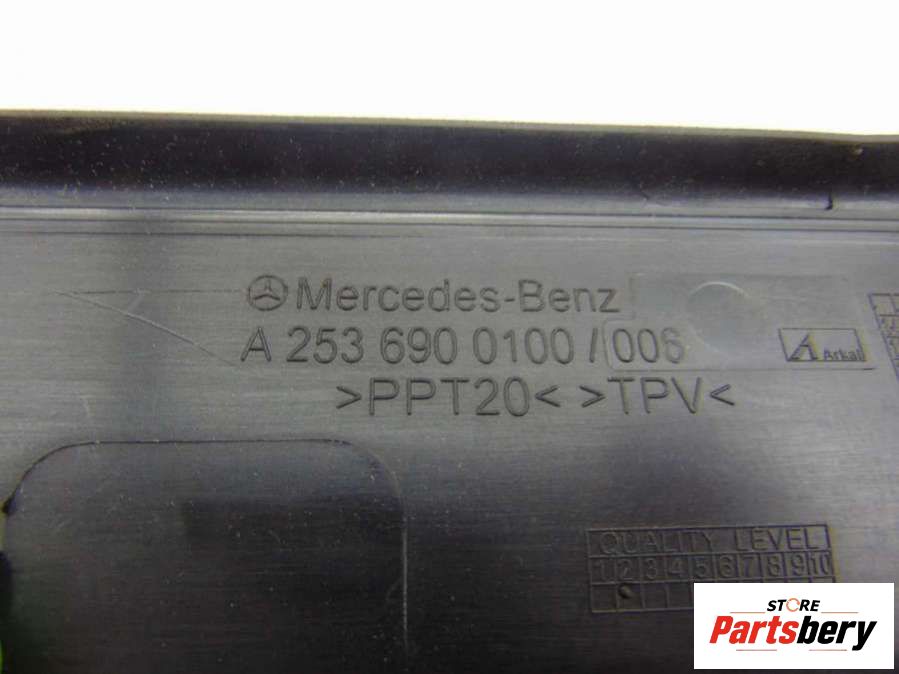 Mercedes-Benz
A 253 690 0100 / 006
Arkal
>PPT20< >TPV<
QUALITY LEVEL
1 2 3 4 5 6 7 8 9 10
STORE
Partsbery